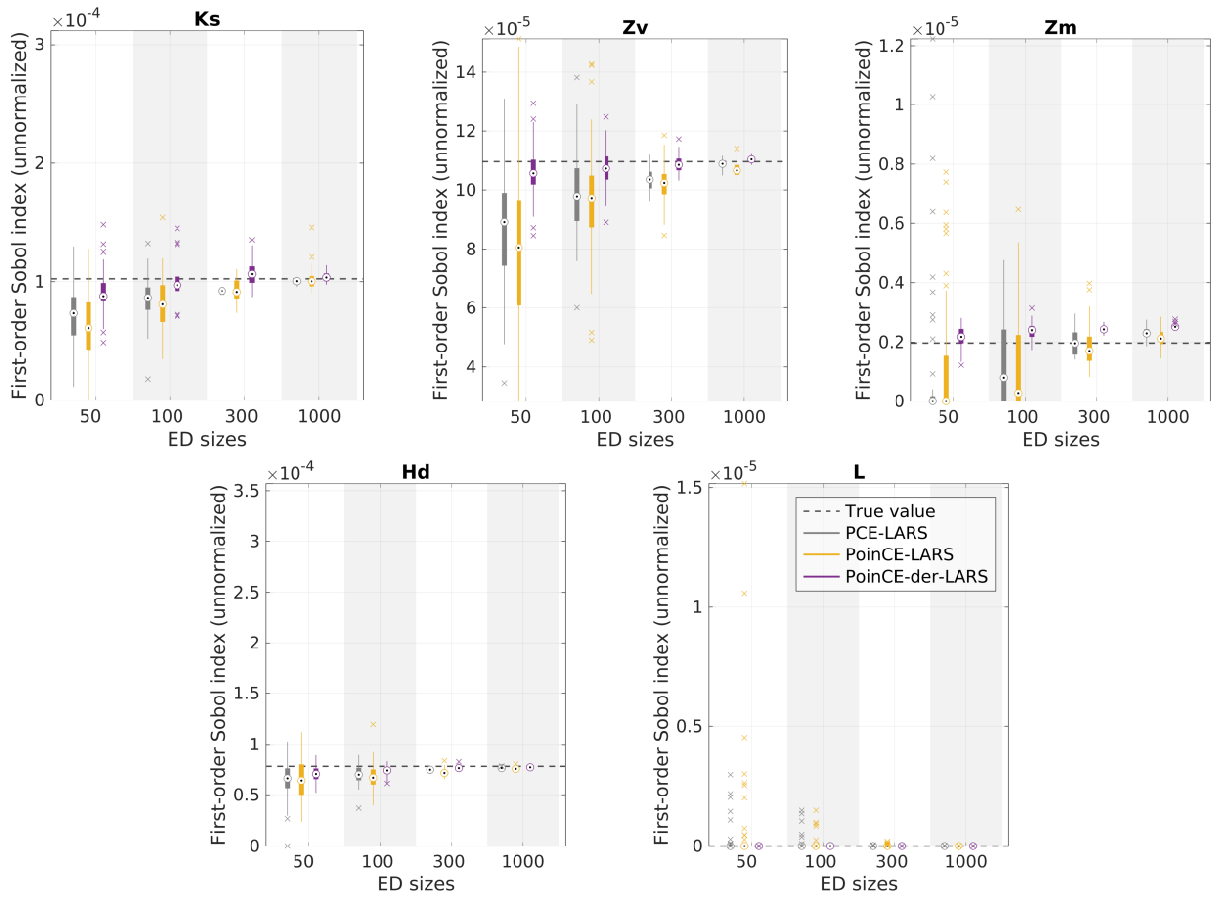 ×10⁻⁴
Ks
First-order Sobol index (unnormalized)
3
2
1
0
50 100 300 1000
ED sizes
×10⁻⁵
Zv
First-order Sobol index (unnormalized)
14
12
10
8
6
4
50 100 300 1000
ED sizes
×10⁻⁵
Zm
First-order Sobol index (unnormalized)
1.2
1
0.8
0.6
0.4
0.2
0
50 100 300 1000
ED sizes
×10⁻⁴
Hd
First-order Sobol index (unnormalized)
3.5
3
2.5
2
1.5
1
0.5
0
50 100 300 1000
ED sizes
×10⁻⁵
L
First-order Sobol index (unnormalized)
1.5
1
0.5
0
50 100 300 1000
ED sizes
True value
PCE-LARS
PoinCE-LARS
PoinCE-der-LARS